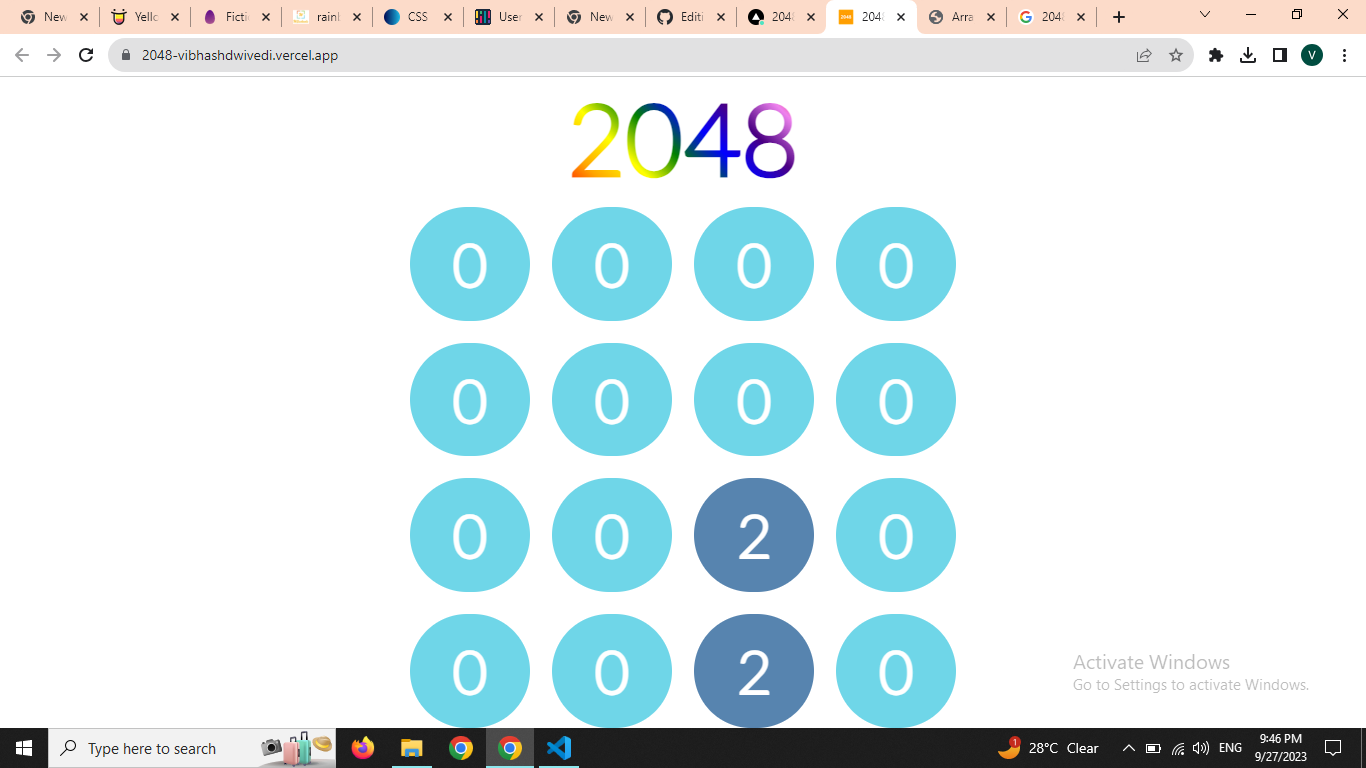 New
Yello
Fictio
rainb
CSS
User
New
Editi
2048
2048
Arra
2048
2048-vibhashdwivedi.vercel.app
V
2048
0 0 0 0
0 0 0 0
0 0 2 0
0 0 2 0
Activate Windows
Go to Settings to activate Windows.
Type here to search
1
28°C Clear
ENG
9:46 PM
9/27/2023